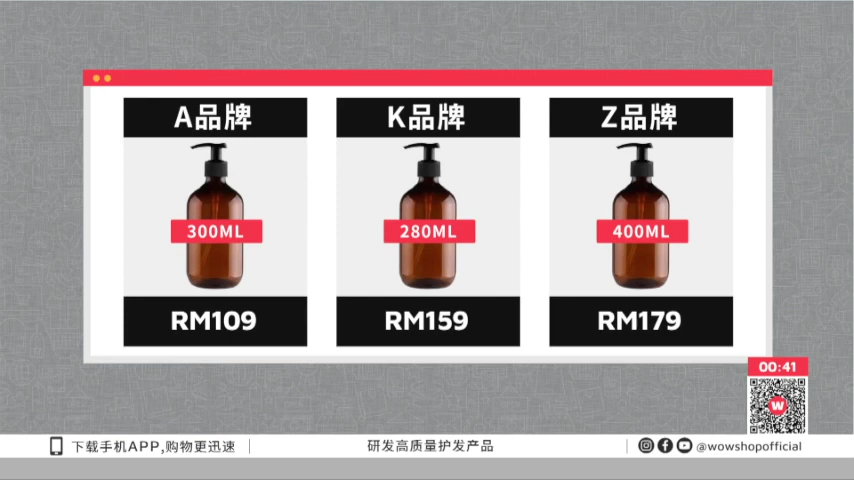 A品牌
K品牌
Z品牌
300ML
280ML
400ML
RM109
RM159
RM179
00:41
W
下载手机APP,购物更迅速
研发高质量护发产品
@wowshopofficial